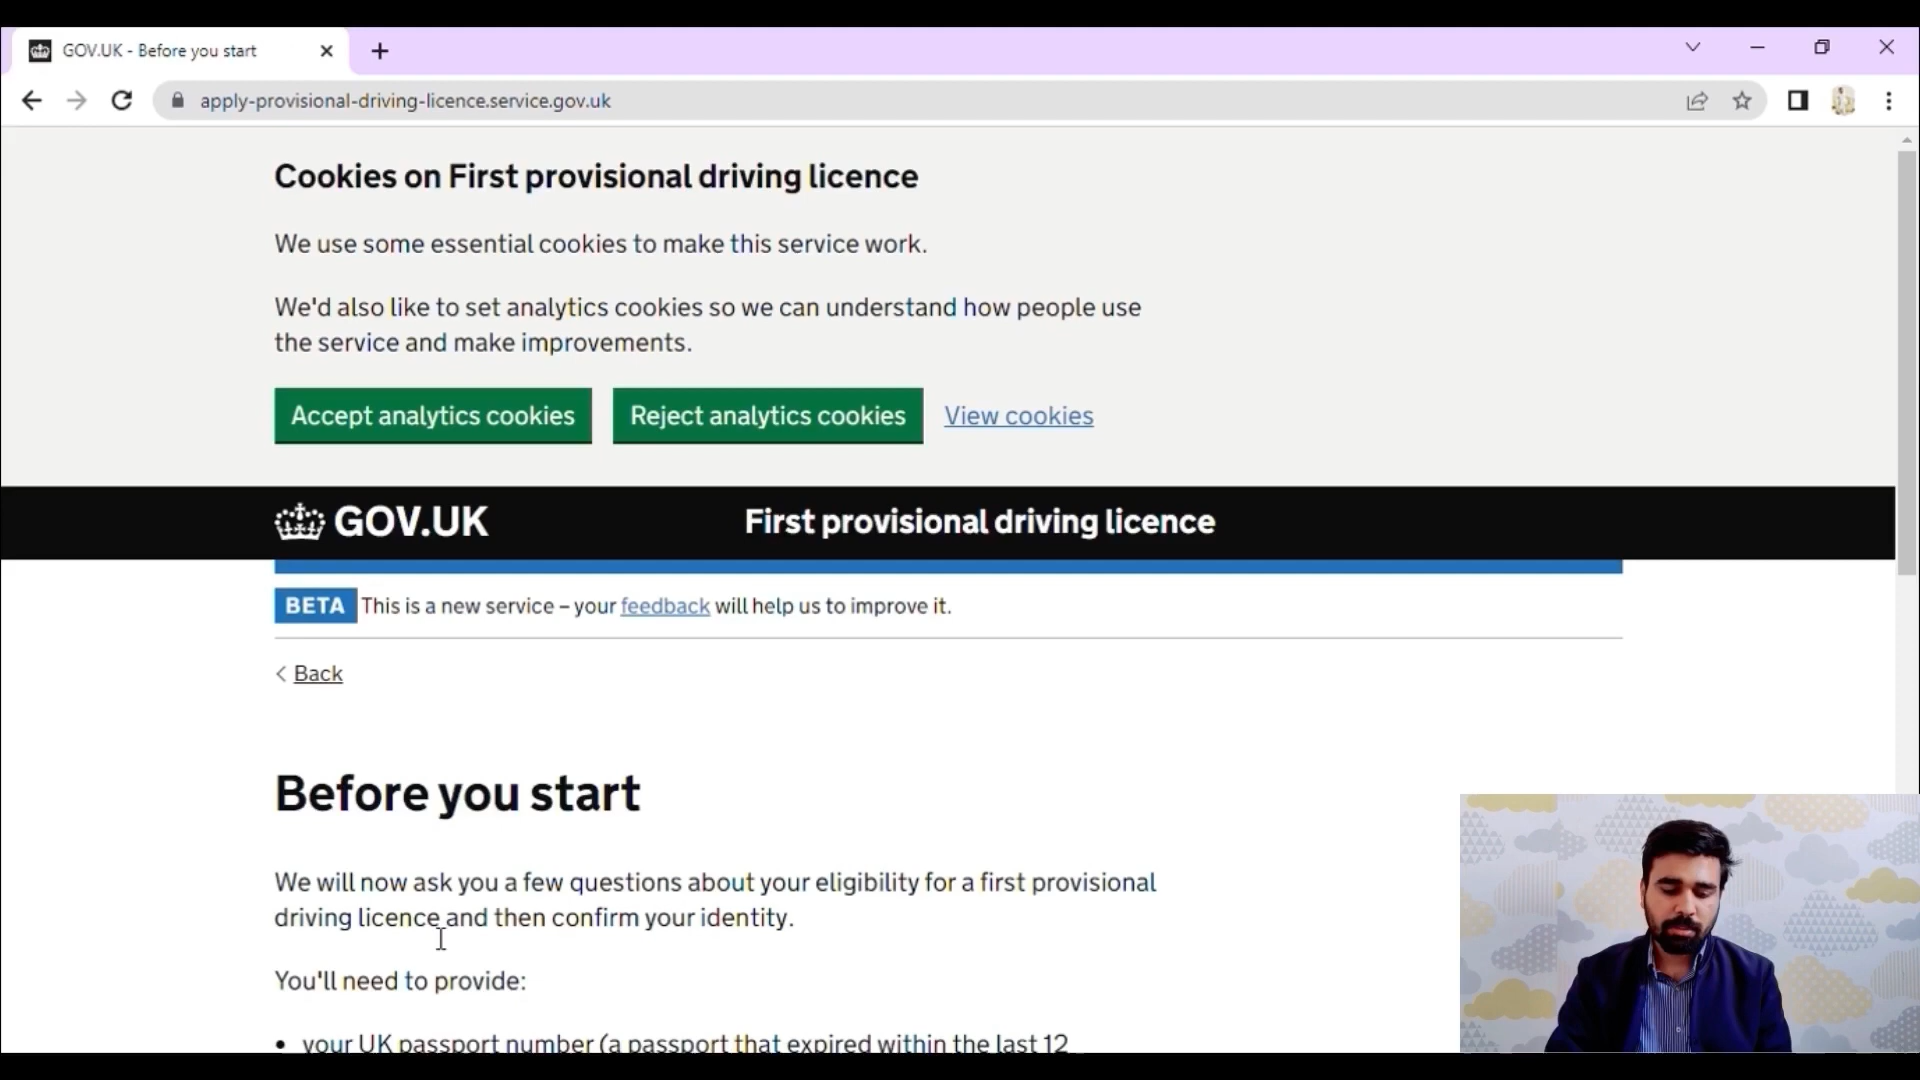 GOV.UK - Before you start
apply-provisional-driving-licence.service.gov.uk
Cookies on First provisional driving licence
We use some essential cookies to make this service work.
We'd also like to set analytics cookies so we can understand how people use
the service and make improvements.
Accept analytics cookies Reject analytics cookies View cookies
GOV.UK First provisional driving licence
BETA This is a new service – your feedback will help us to improve it.
Back
Before you start
We will now ask you a few questions about your eligibility for a first provisional
driving licence and then confirm your identity.
You'll need to provide:
• your UK passport number (a passport that expired within the last 12